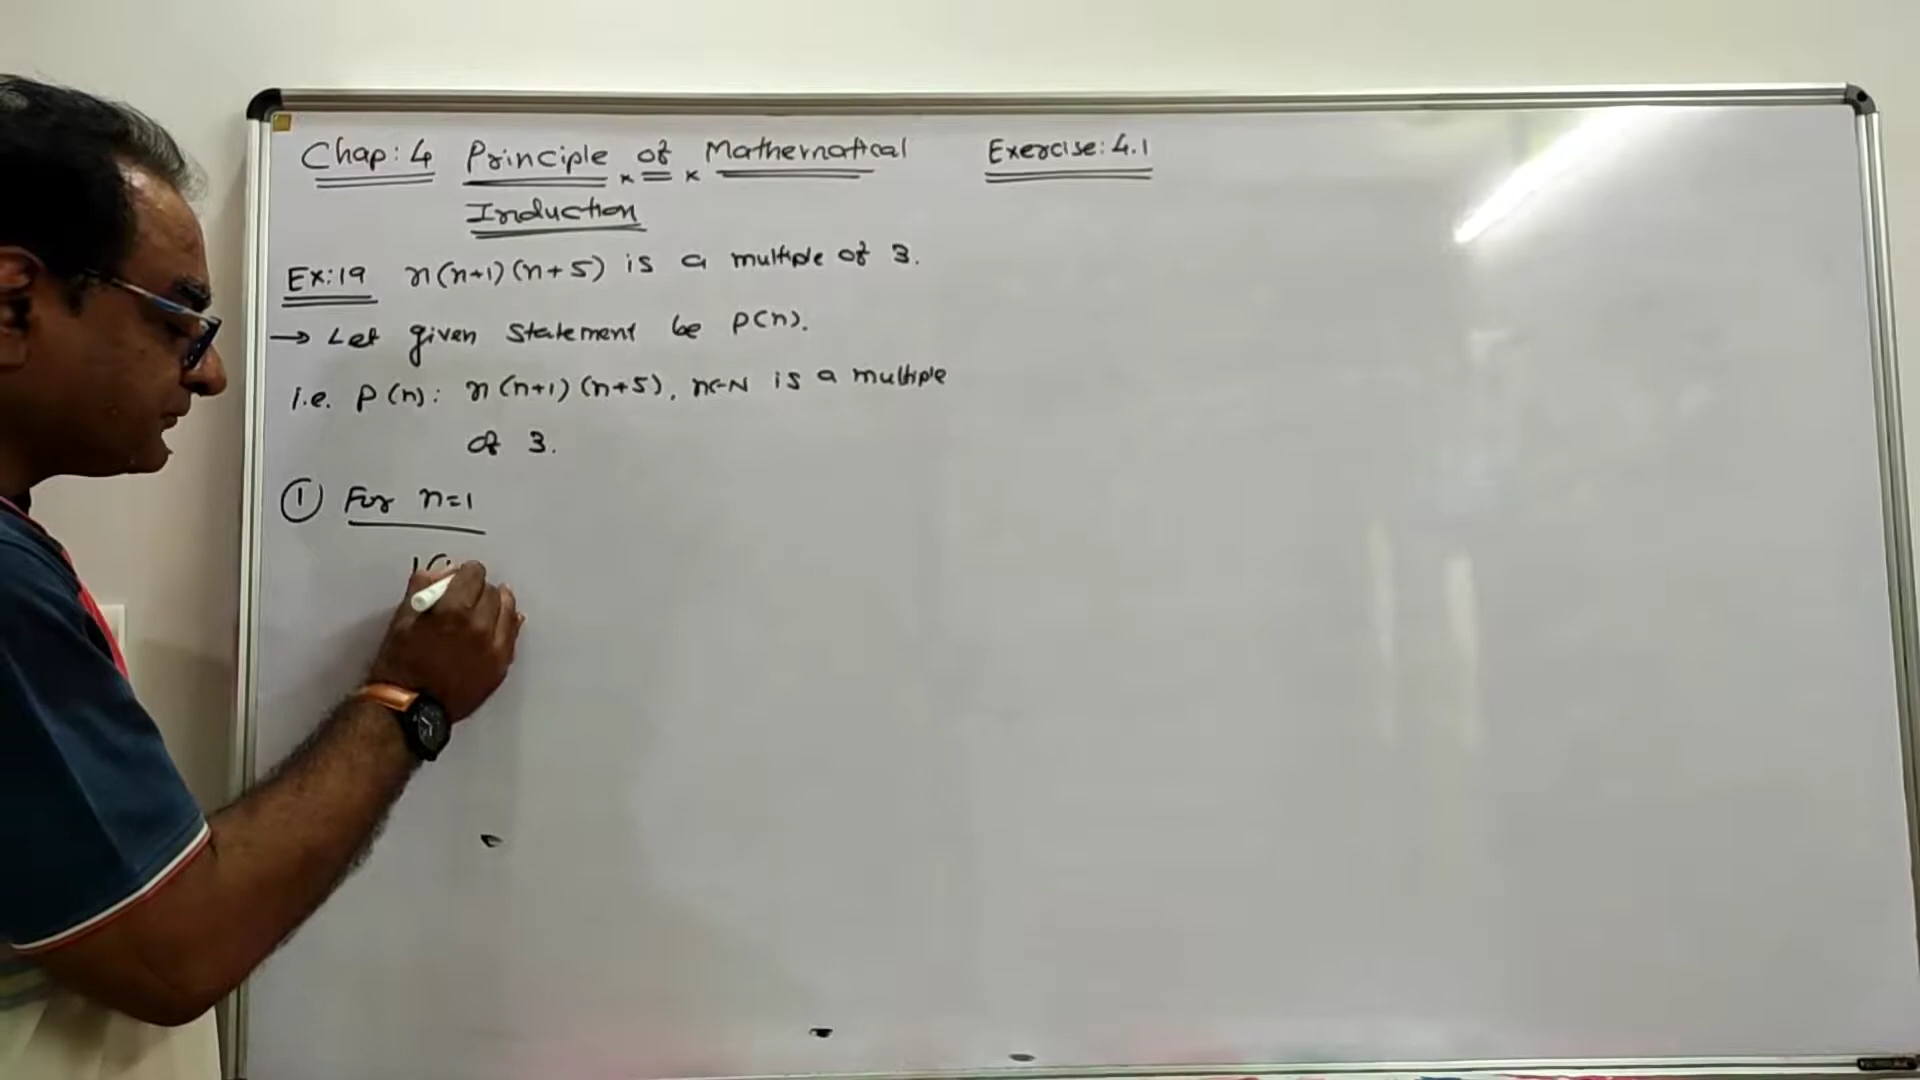 Chap: 4 Principle of Mathematical Exercise: 4.1
Induction
Ex:19 n(n+1)(n+5) is a multiple of 3.
→ Let given statement be P(n).
i.e. P(n): n(n+1)(n+5), n∈N is a multiple
of 3.
① For n=1
1(